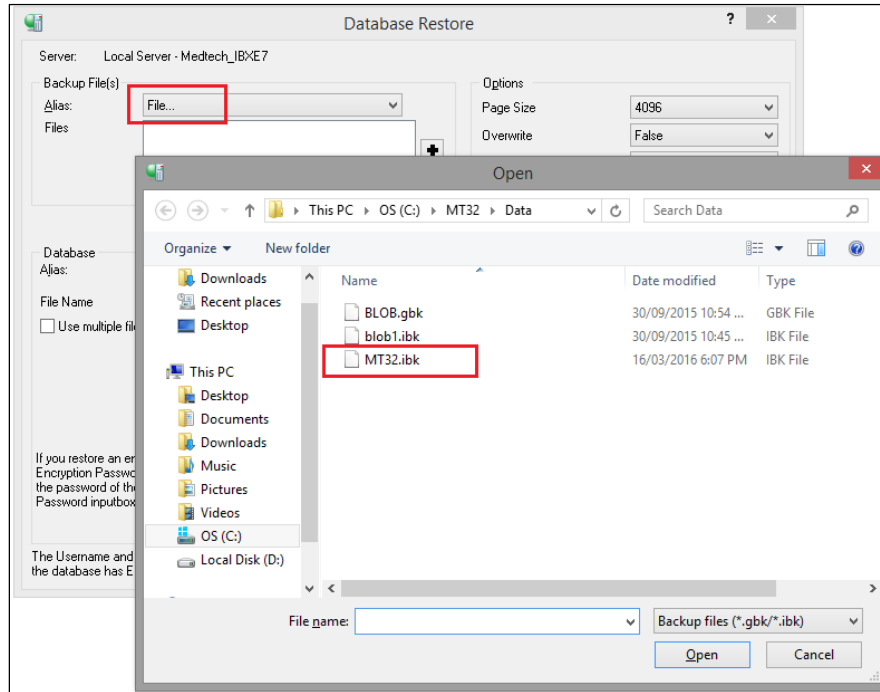 Database Restore
?
Server: Local Server - Medtech_IBXE7
Backup File(s)
Alias: File...
Files
Options
Page Size 4096
Overwrite False
Open
This PC OS (C:) MT32 Data
Search Data
Organize New folder
Downloads
Recent places
Desktop
This PC
Desktop
Documents
Downloads
Music
Pictures
Videos
OS (C:)
Local Disk (D:)
Name Date modified Type
BLOB.gbk 30/09/2015 10:54 ... GBK File
blob1.ibk 30/09/2015 10:45 ... IBK File
MT32.ibk 16/03/2016 6:07 PM IBK File
Database
Alias:
File Name
Use multiple file
If you restore an en
Encryption Passwo
the password of the
Password inputbox
The Username and
the database has E
File name:
Backup files (*.gbk/*.ibk)
Open Cancel